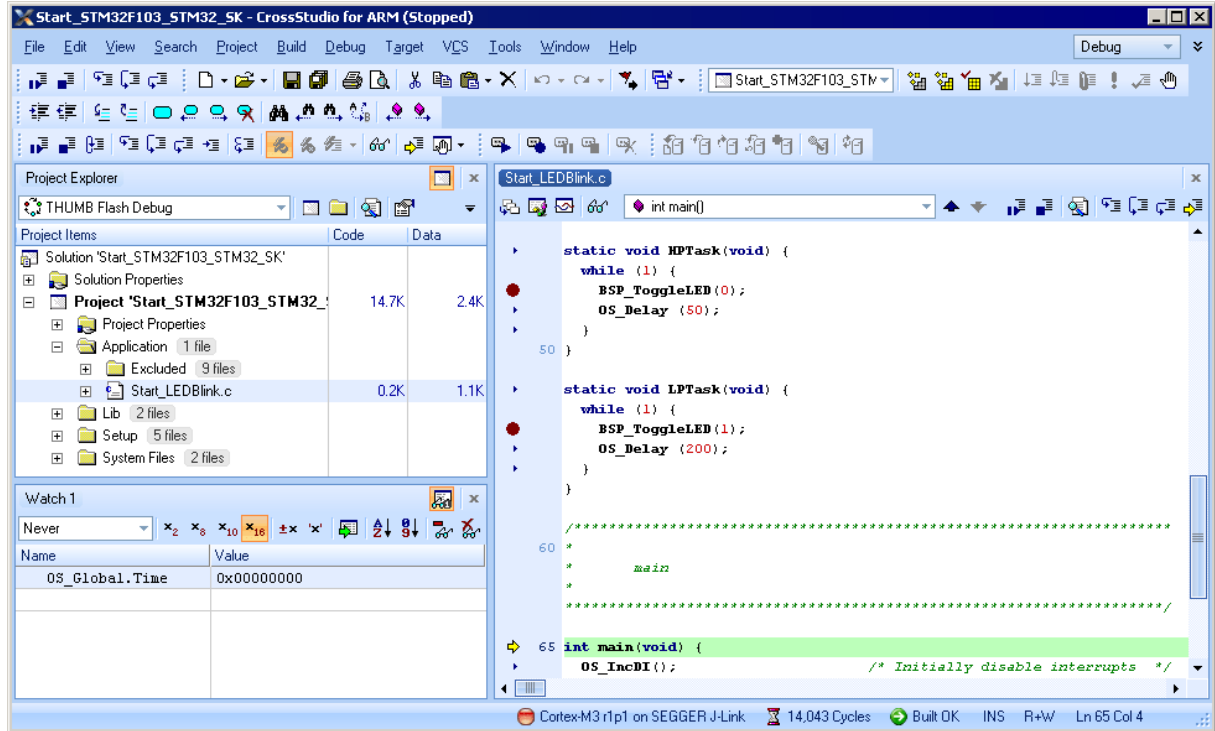 Start_STM32F103_STM32_SK - CrossStudio for ARM (Stopped)
File Edit View Search Project Build Debug Target VCS Tools Window Help Debug
Start_STM32F103_STM
Project Explorer
THUMB Flash Debug
Project Items Code Data
Solution 'Start_STM32F103_STM32_SK'
Solution Properties
Project 'Start_STM32F103_STM32_ 14.7K 2.4K
Project Properties
Application 1 file
Excluded 9 files
Start_LEDBlink.c 0.2K 1.1K
Lib 2 files
Setup 5 files
System Files 2 files
Watch 1
Never x2 x8 x10 x16 ±x 'x'
Name Value
OS_Global.Time 0x00000000
Start_LEDBlink.c
int main()
static void HPTask(void) {
while (1) {
BSP_ToggleLED(0);
OS_Delay (50);
}
50 }
static void LPTask(void) {
while (1) {
BSP_ToggleLED(1);
OS_Delay (200);
}
}
/*********************************************************************
60 *
* main
*
*********************************************************************/
65 int main(void) {
OS_IncDI(); /* Initially disable interrupts */
Cortex-M3 r1p1 on SEGGER J-Link 14,043 Cycles Built OK INS R+W Ln 65 Col 4